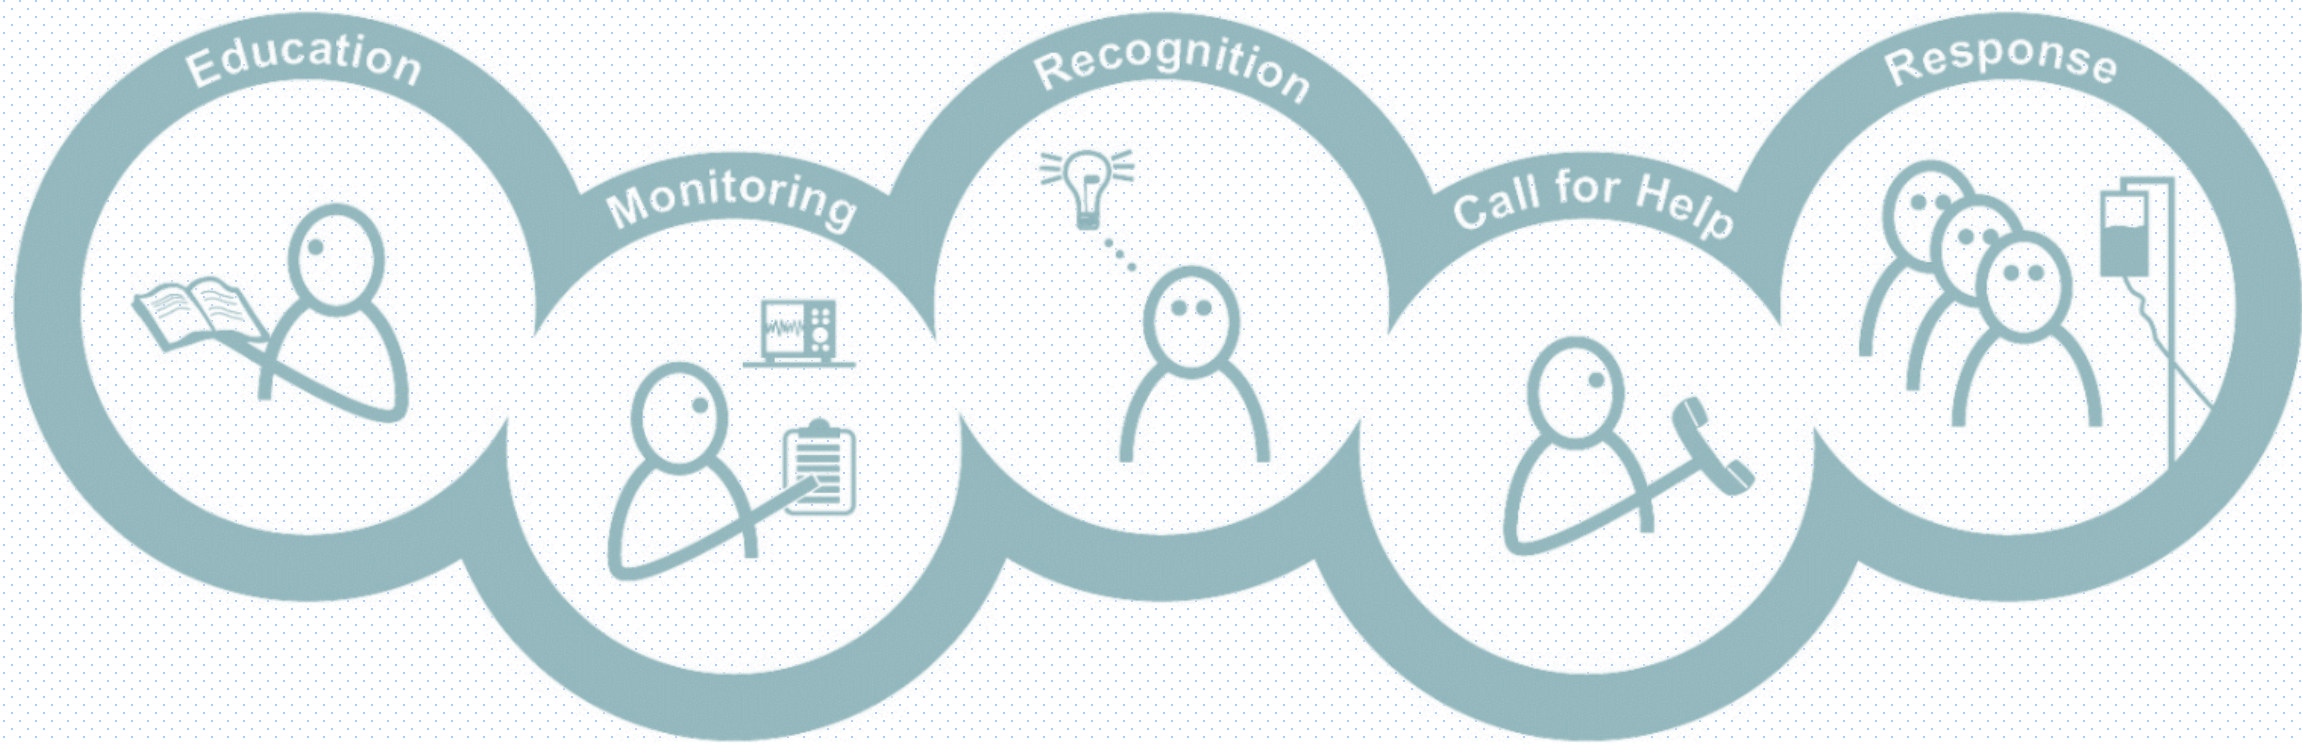 Education
Monitoring
Recognition
Call for Help
Response